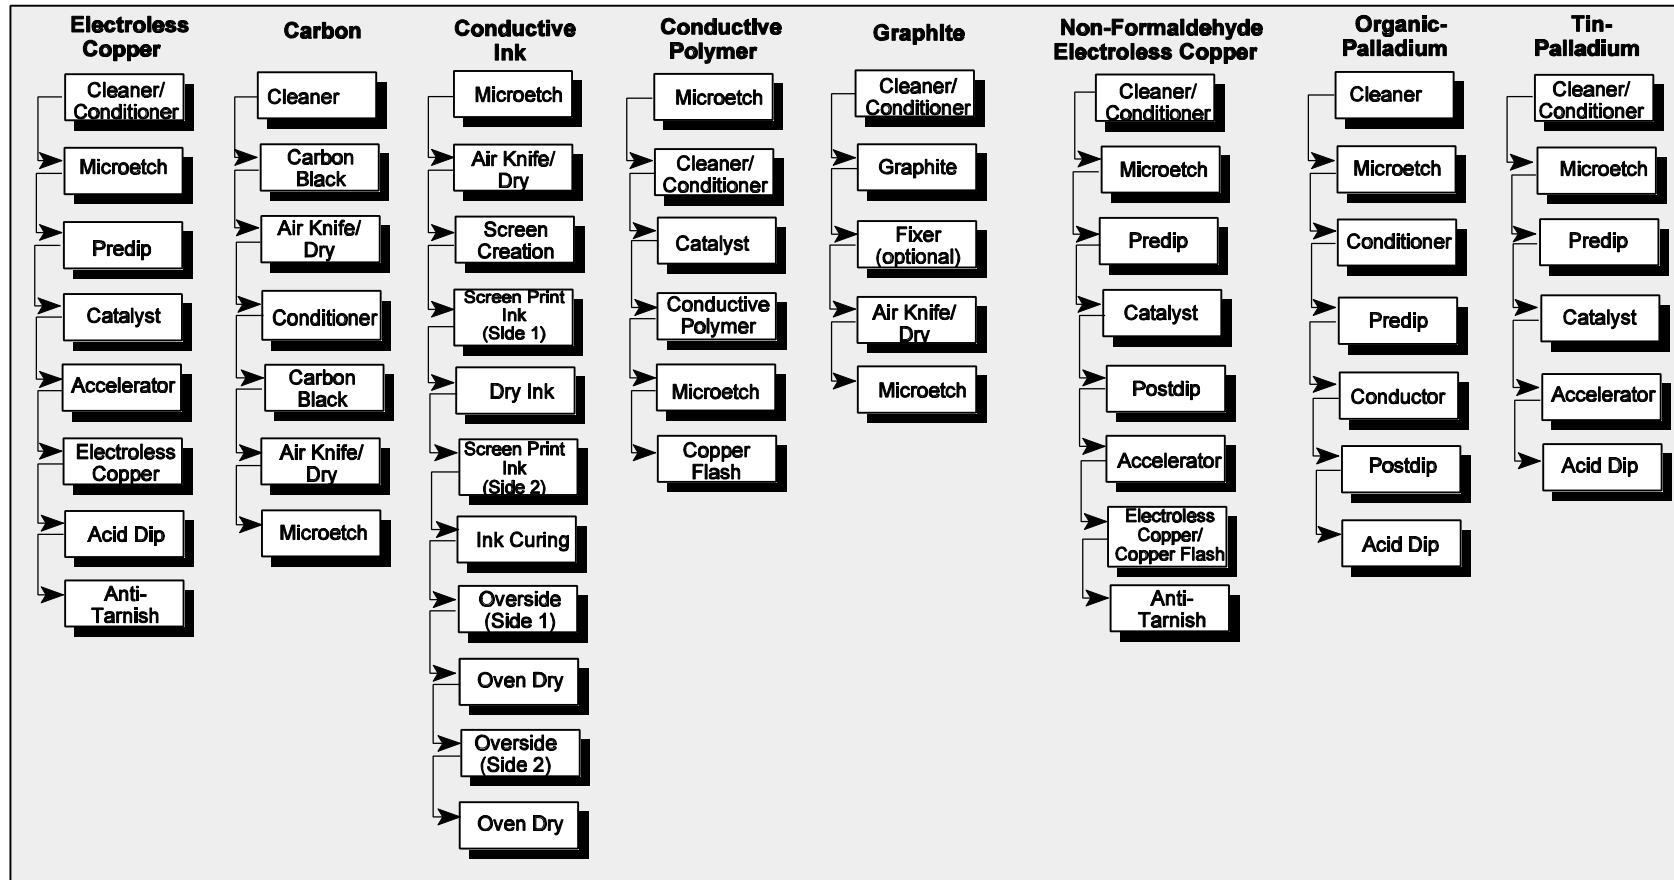 Electroless
Copper
Cleaner/
Conditioner
Microetch
Predip
Catalyst
Accelerator
Electroless
Copper
Acid Dip
Anti-
Tarnish
Carbon
Cleaner
Carbon
Black
Air Knife/
Dry
Conditioner
Carbon
Black
Air Knife/
Dry
Microetch
Conductive
Ink
Microetch
Air Knife/
Dry
Screen
Creation
Screen Print
Ink
(Side 1)
Dry Ink
Screen Print
Ink
(Side 2)
Ink Curing
Overside
(Side 1)
Oven Dry
Overside
(Side 2)
Oven Dry
Conductive
Polymer
Microetch
Cleaner/
Conditioner
Catalyst
Conductive
Polymer
Microetch
Copper
Flash
Graphite
Cleaner/
Conditioner
Graphite
Fixer
(optional)
Air Knife/
Dry
Microetch
Non-Formaldehyde
Electroless Copper
Cleaner/
Conditioner
Microetch
Predip
Catalyst
Postdip
Accelerator
Electroless
Copper/
Copper Flash
Anti-
Tarnish
Organic-
Palladium
Cleaner
Microetch
Conditioner
Predip
Conductor
Postdip
Acid Dip
Tin-
Palladium
Cleaner/
Conditioner
Microetch
Predip
Catalyst
Accelerator
Acid Dip